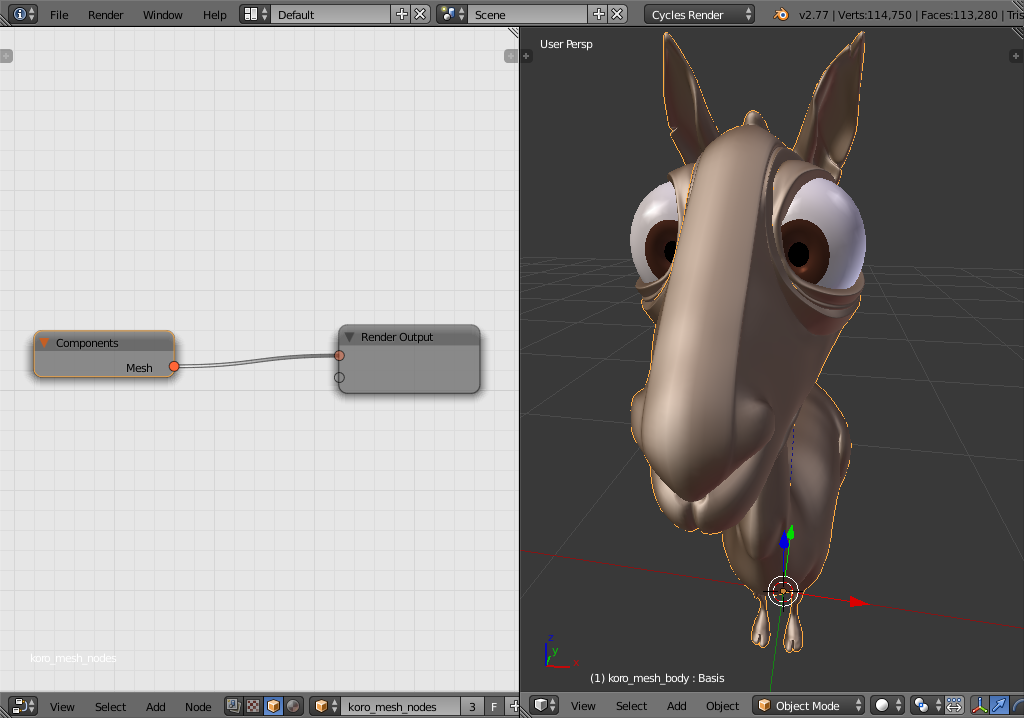 File Render Window Help Default Scene Cycles Render v2.77 | Verts:114,750 | Faces:113,280 | Tris
User Persp
Components
Mesh
Render Output
koro_mesh_nodes
z
y
x
(1) koro_mesh_body : Basis
View Select Add Node koro_mesh_nodes 3 F
View Select Add Object Object Mode